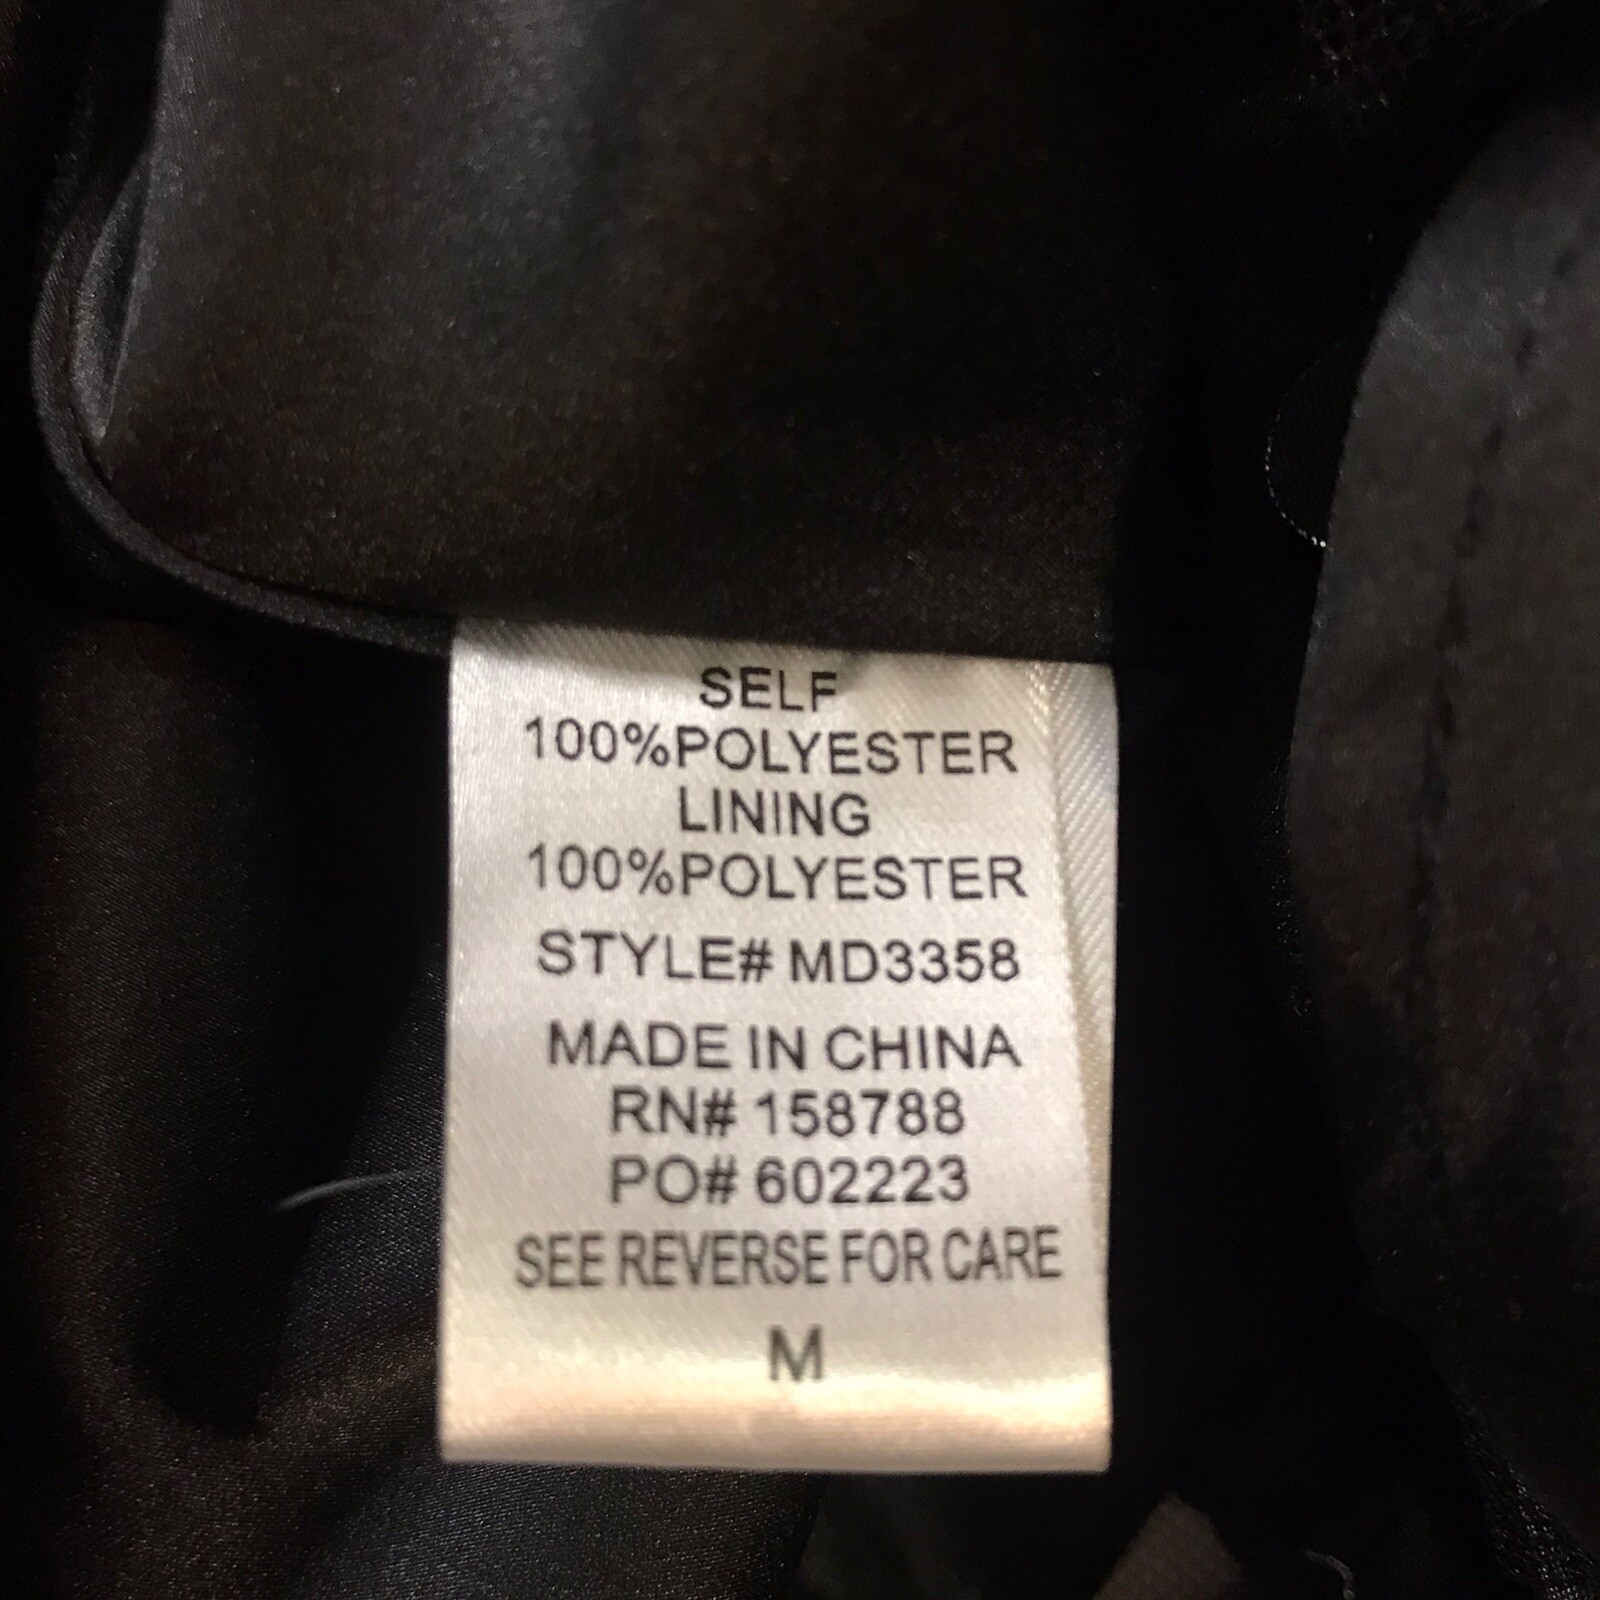 SELF
100%POLYESTER
LINING
100%POLYESTER
STYLE# MD3358
MADE IN CHINA
RN# 158788
PO# 602223
SEE REVERSE FOR CARE
M